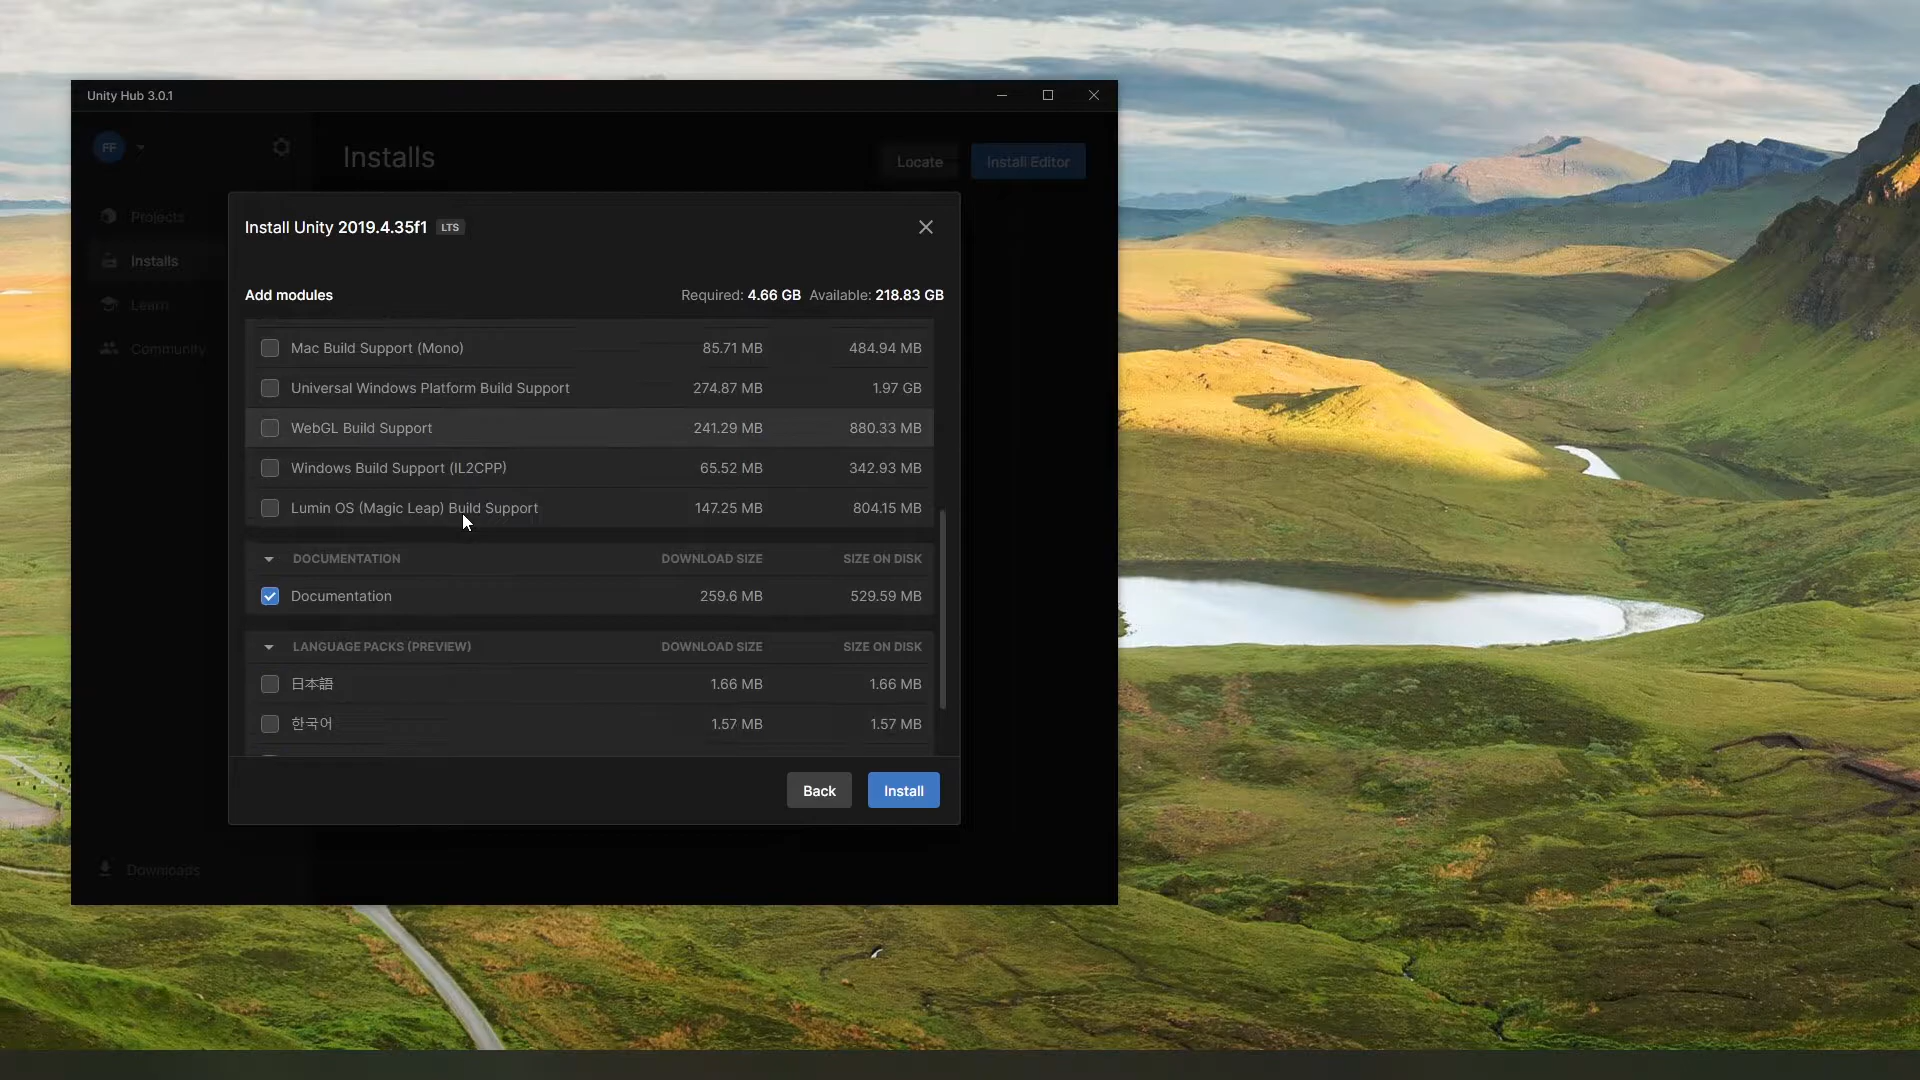 Unity Hub 3.0.1
FF
Installs
Locate
Install Editor
Projects
Installs
Learn
Community
Downloads
Install Unity 2019.4.35f1 LTS
Add modules
Required: 4.66 GB Available: 218.83 GB
Mac Build Support (Mono) 85.71 MB 484.94 MB
Universal Windows Platform Build Support 274.87 MB 1.97 GB
WebGL Build Support 241.29 MB 880.33 MB
Windows Build Support (IL2CPP) 65.52 MB 342.93 MB
Lumin OS (Magic Leap) Build Support 147.25 MB 804.15 MB
DOCUMENTATION DOWNLOAD SIZE SIZE ON DISK
Documentation 259.6 MB 529.59 MB
LANGUAGE PACKS (PREVIEW) DOWNLOAD SIZE SIZE ON DISK
日本語 1.66 MB 1.66 MB
한국어 1.57 MB 1.57 MB
Back
Install